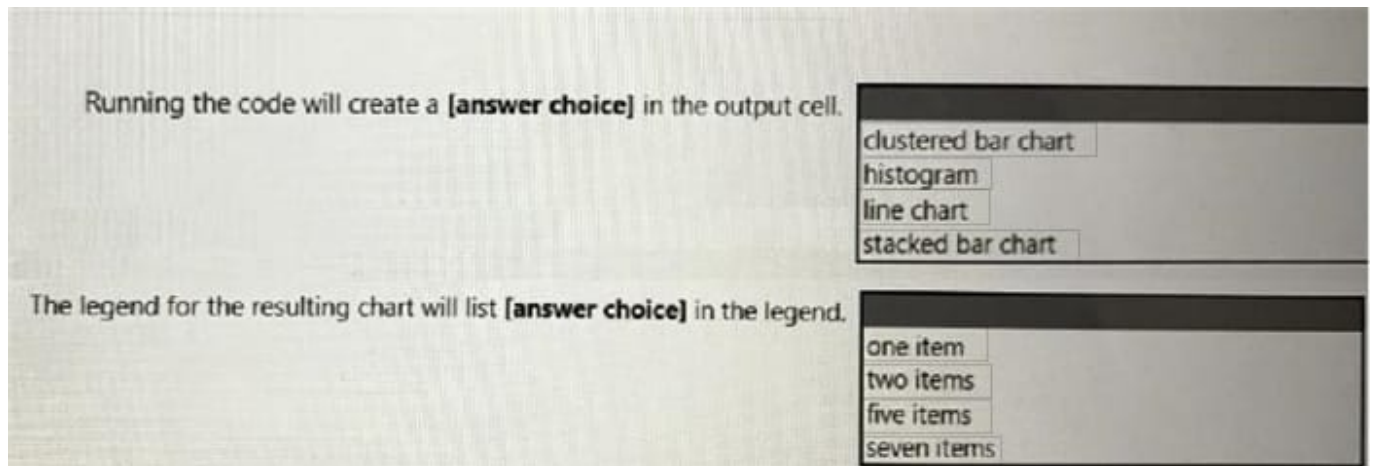 Running the code will create a [answer choice] in the output cell.
clustered bar chart
histogram
line chart
stacked bar chart
The legend for the resulting chart will list [answer choice] in the legend.
one item
two items
five items
seven items